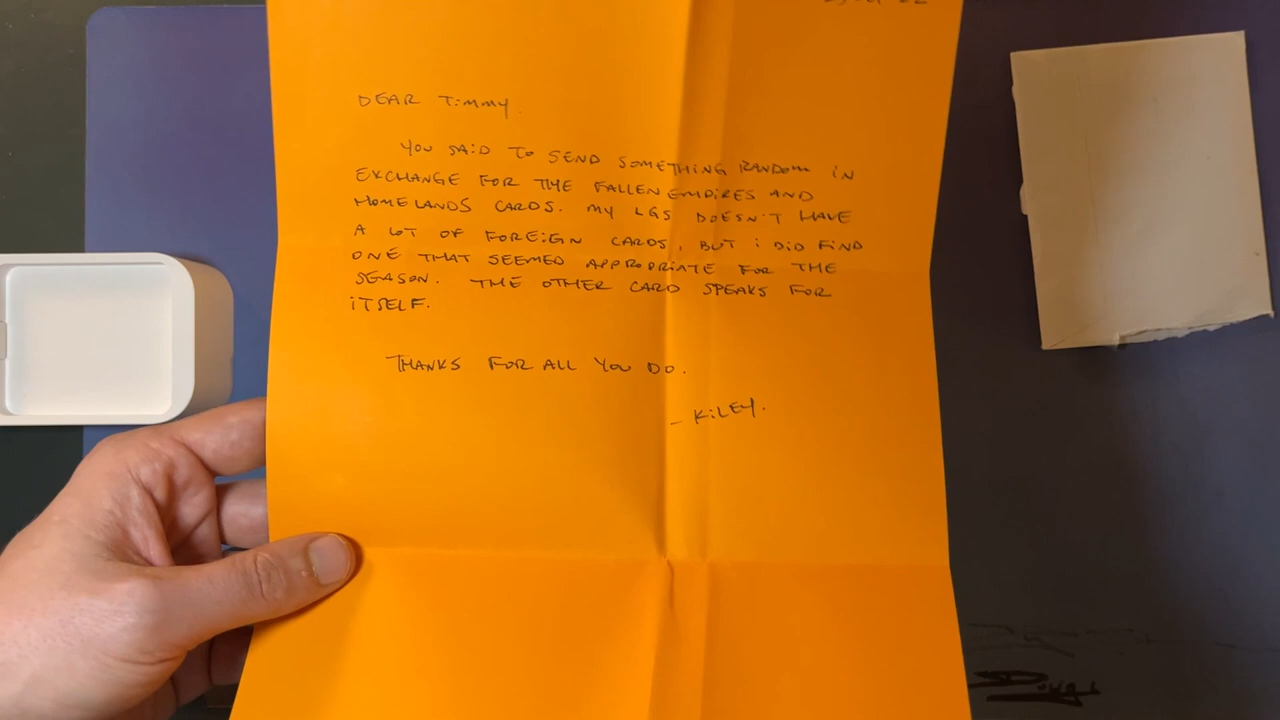 DEAR TiMMY.
YOU SAiD TO SEND SOMETHING RANDOM IN
EXCHANGE FOR THE FALLEN EMPiRES AND
HOMELANDS CARDS. MY LGS DOESN'T HAVE
A LOT OF FOREiGN CARDS, BUT i DiD FiND
ONE THAT SEEMED APPROPRiATE FOR THE
SEASON. THE OTHER CARD SPEAKS FOR
iTSELF.
THANKS FOR ALL YOU DO.
– KiLEY.